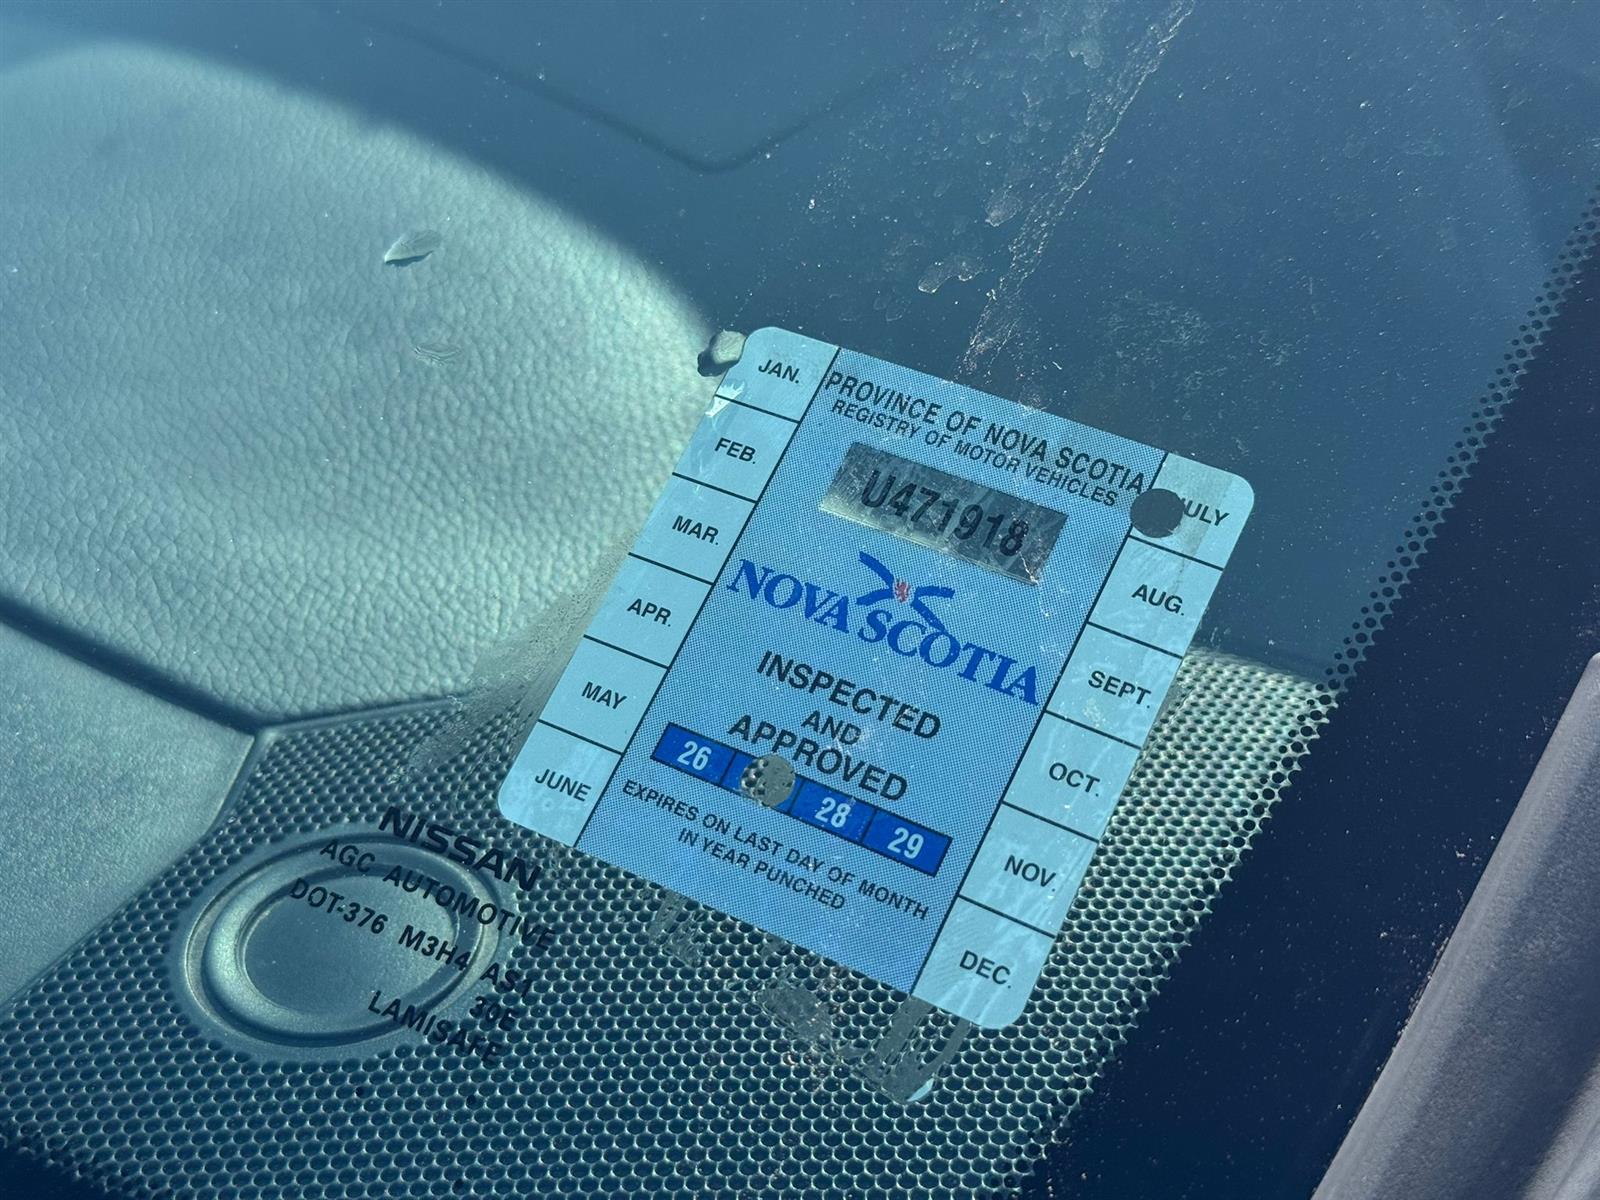 PROVINCE OF NOVA SCOTIA
REGISTRY OF MOTOR VEHICLES
U471918
NOVA SCOTIA
INSPECTED
AND
APPROVED
26 28 29
EXPIRES ON LAST DAY OF MONTH
IN YEAR PUNCHED
JAN.
FEB.
MAR.
APR.
MAY
JUNE
JULY
AUG.
SEPT.
OCT.
NOV.
DEC.
NISSAN
AGC AUTOMOTIVE
DOT-376 M3H4 AS1
30E
LAMISAFE